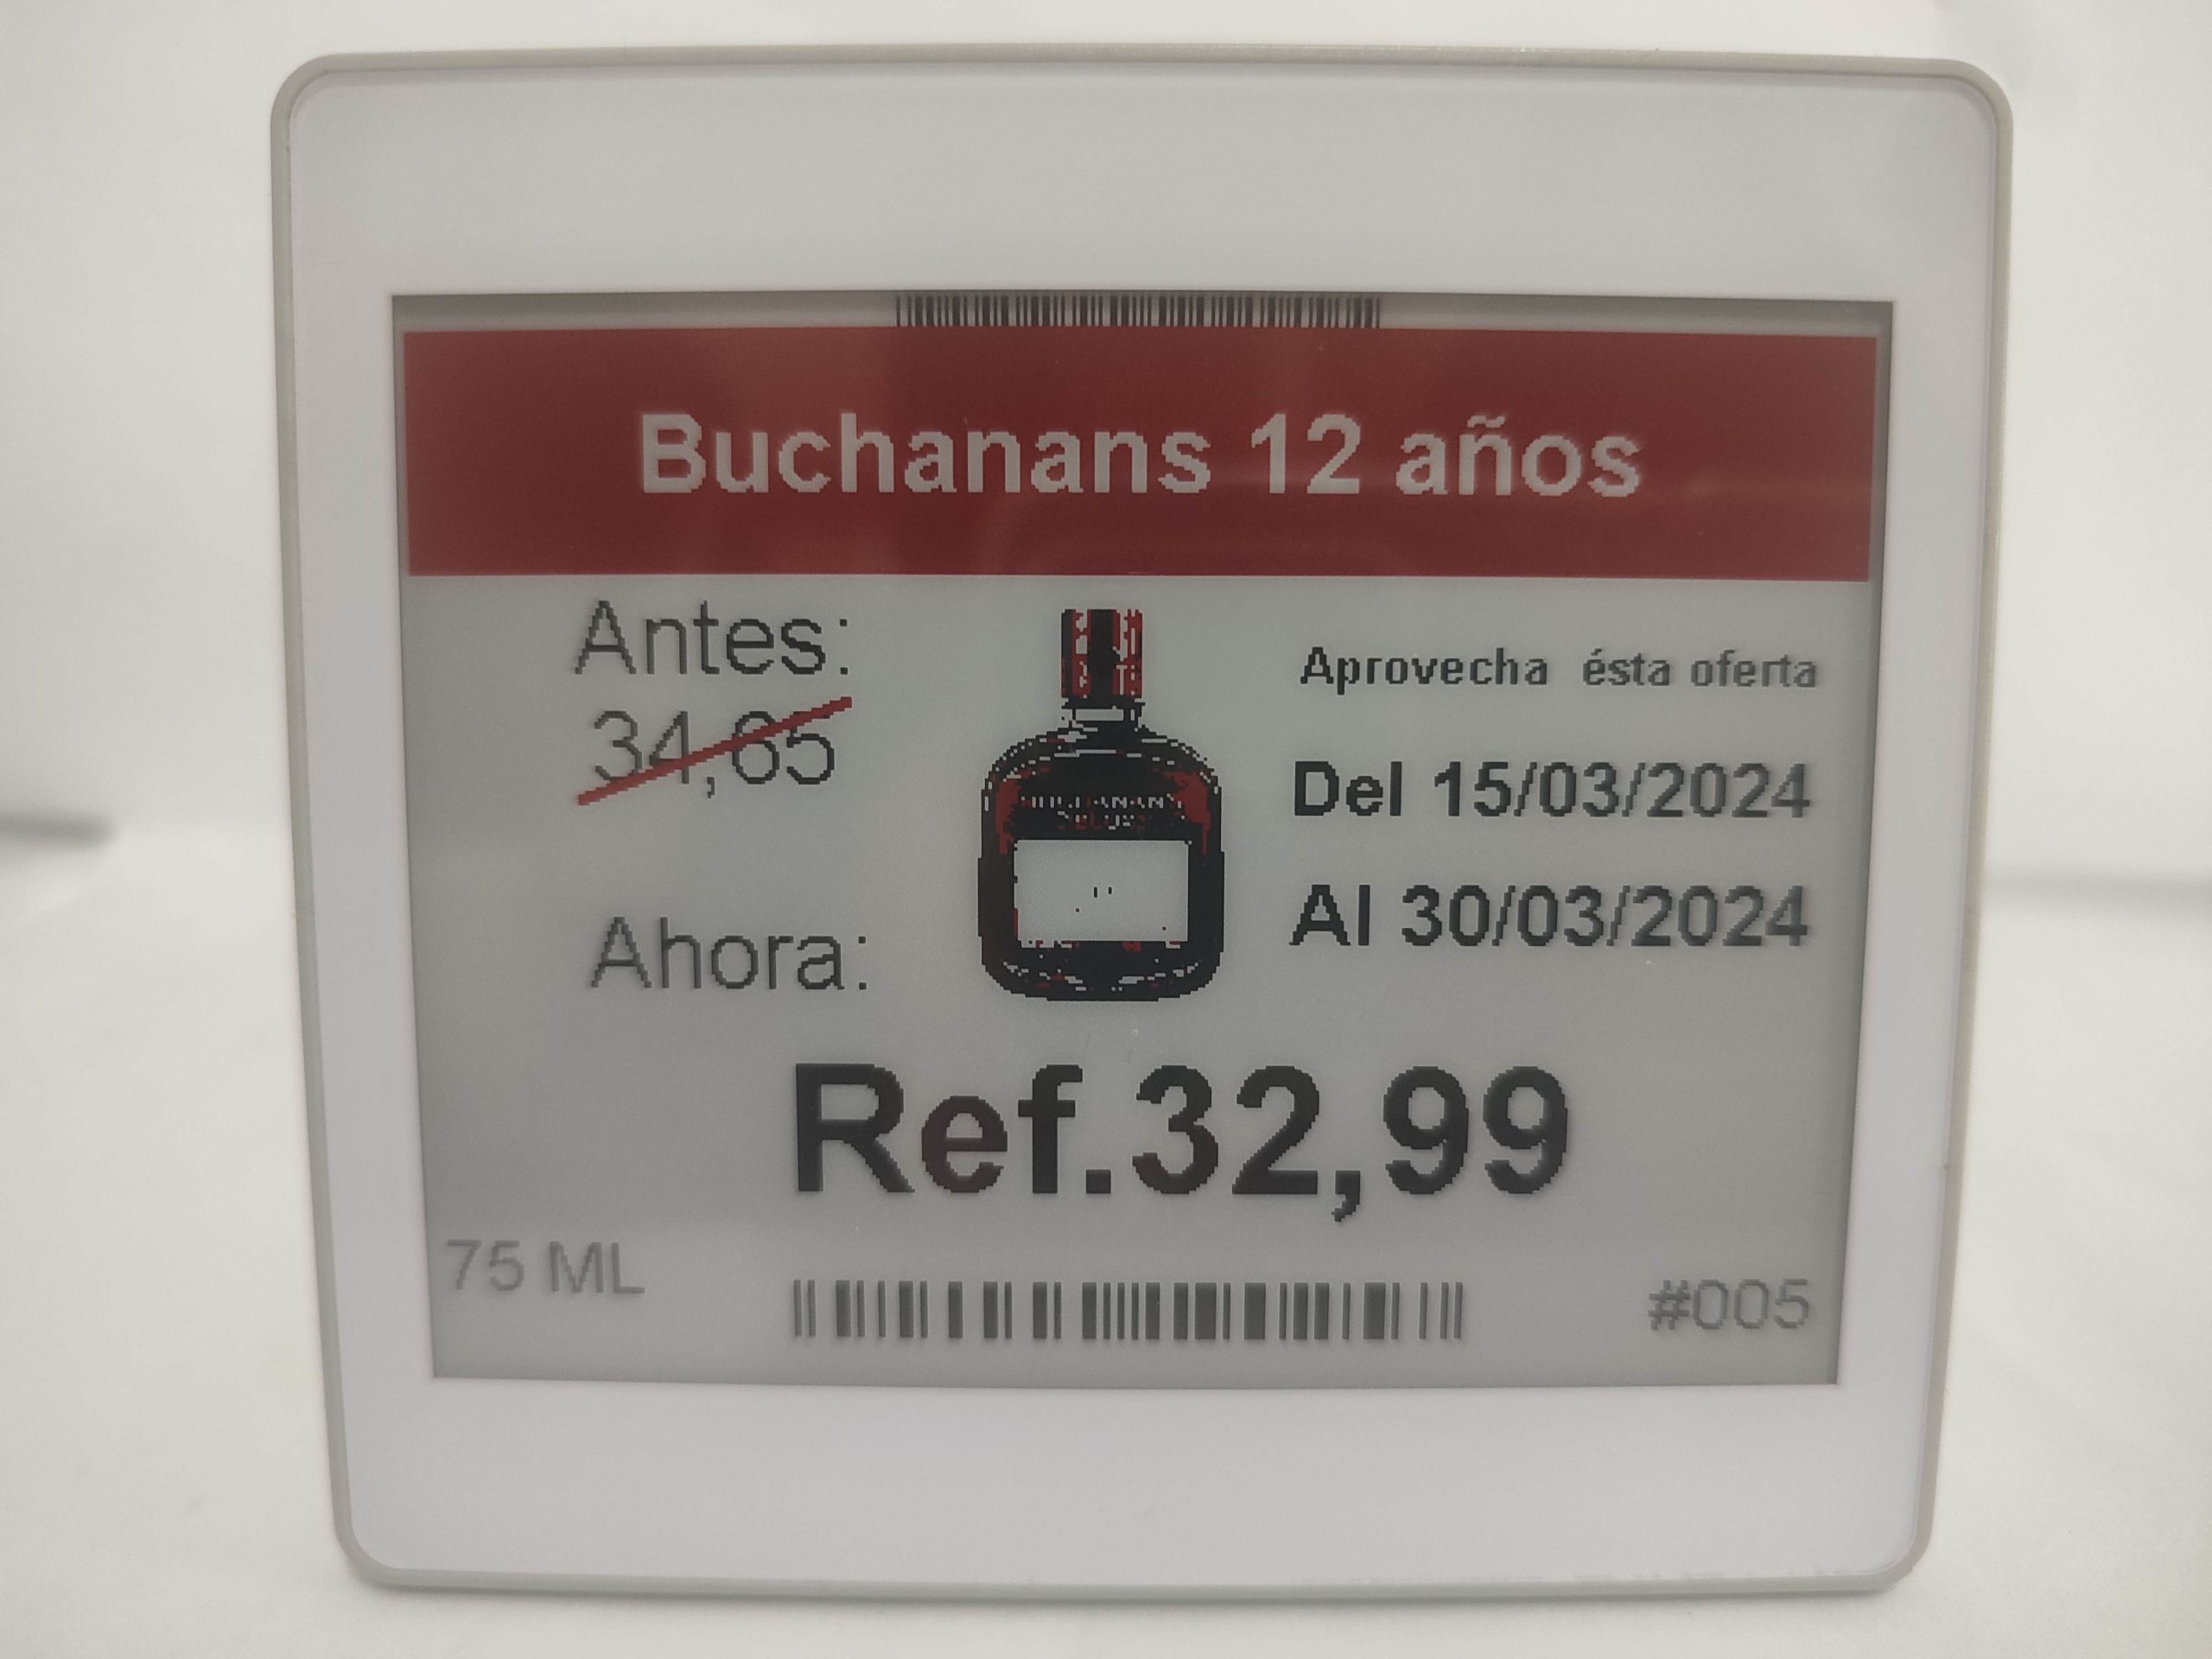 Buchanans 12 años
Antes:
34,65
Aprovecha ésta oferta
Del 15/03/2024
Al 30/03/2024
Ahora:
Ref.32,99
75 ML
#005